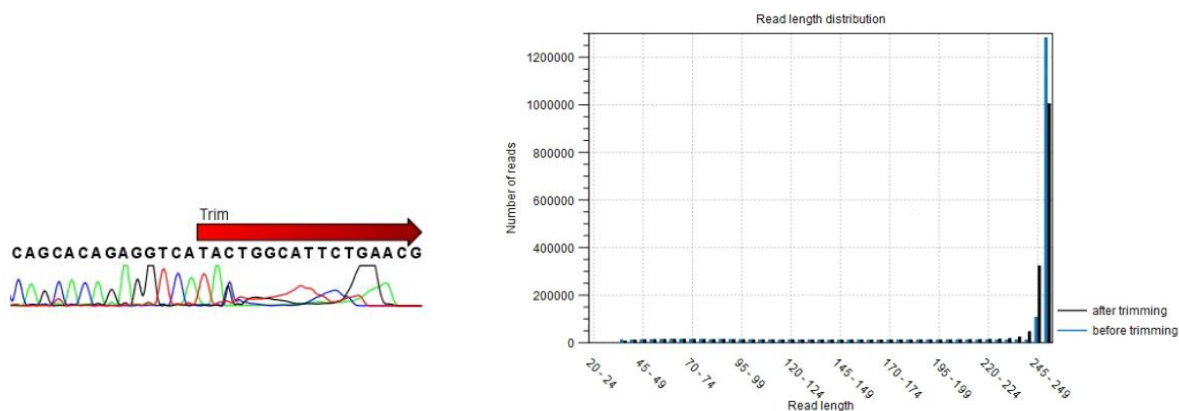 Trim
CAGCACAGAGGTCATACTGGCATTCTGAACG
Read length distribution
Number of reads
1200000
1000000
800000
600000
400000
200000
0
20 - 24
45 - 49
70 - 74
95 - 99
120 - 124
145 - 149
170 - 174
195 - 199
220 - 224
245 - 249
Read length
after trimming
before trimming